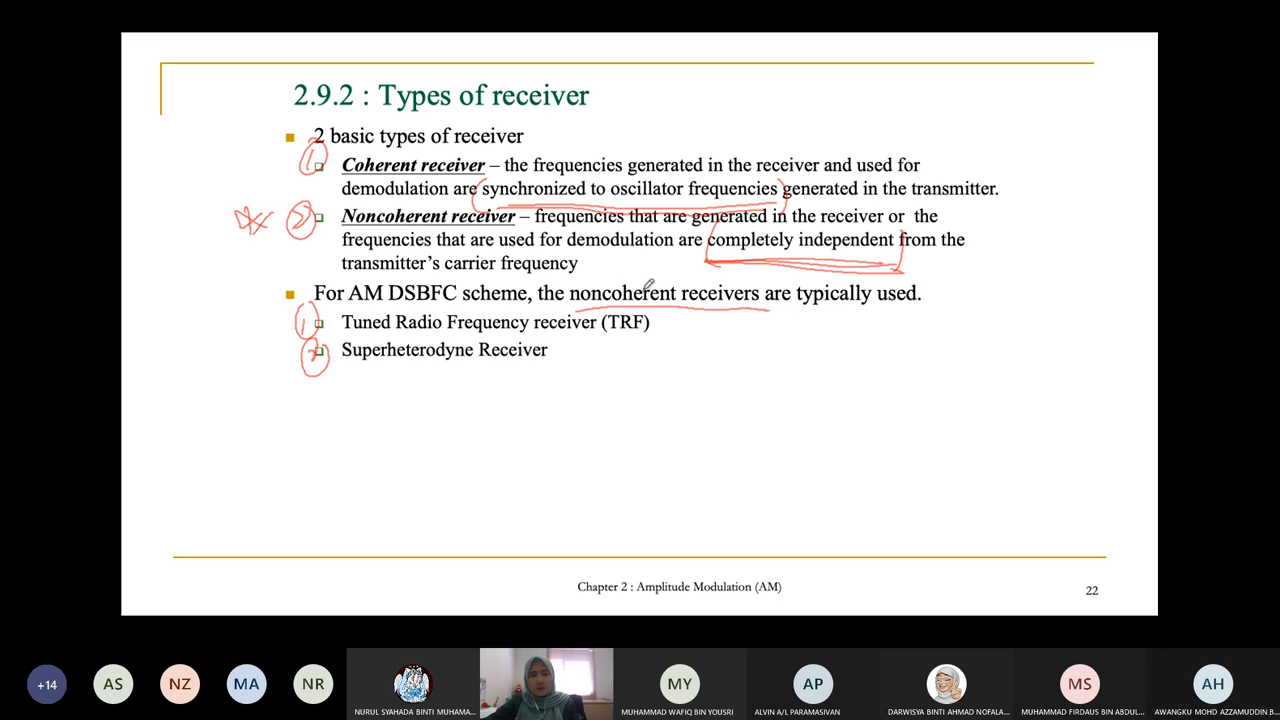 2.9.2 : Types of receiver
2 basic types of receiver
1
Coherent receiver – the frequencies generated in the receiver and used for
demodulation are synchronized to oscillator frequencies generated in the transmitter.
2
Noncoherent receiver – frequencies that are generated in the receiver or the
frequencies that are used for demodulation are completely independent from the
transmitter's carrier frequency
For AM DSBFC scheme, the noncoherent receivers are typically used.
1
Tuned Radio Frequency receiver (TRF)
2
Superheterodyne Receiver
Chapter 2 : Amplitude Modulation (AM)
22
+14 AS NZ MA NR MY AP MS AH
NURUL SYAHADA BINTI MUHAMA... MUHAMMAD WAFIQ BIN YOUSRI ALVIN A/L PARAMASIVAN DARWISYA BINTI AHMAD NOFALA... MUHAMMAD FIRDAUS BIN ABDUL... AWANGKU MOHD AZZAMUDDIN B...